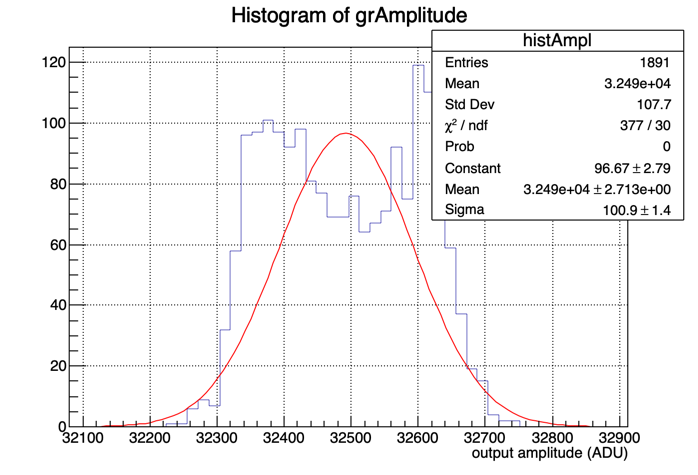 Histogram of grAmplitude
histAmpl
Entries 1891
Mean 3.249e+04
Std Dev 107.7
χ² / ndf 377 / 30
Prob 0
Constant 96.67 ± 2.79
Mean 3.249e+04 ± 2.713e+00
Sigma 100.9 ± 1.4
120
100
80
60
40
20
0
32100 32200 32300 32400 32500 32600 32700 32800 32900
output amplitude (ADU)